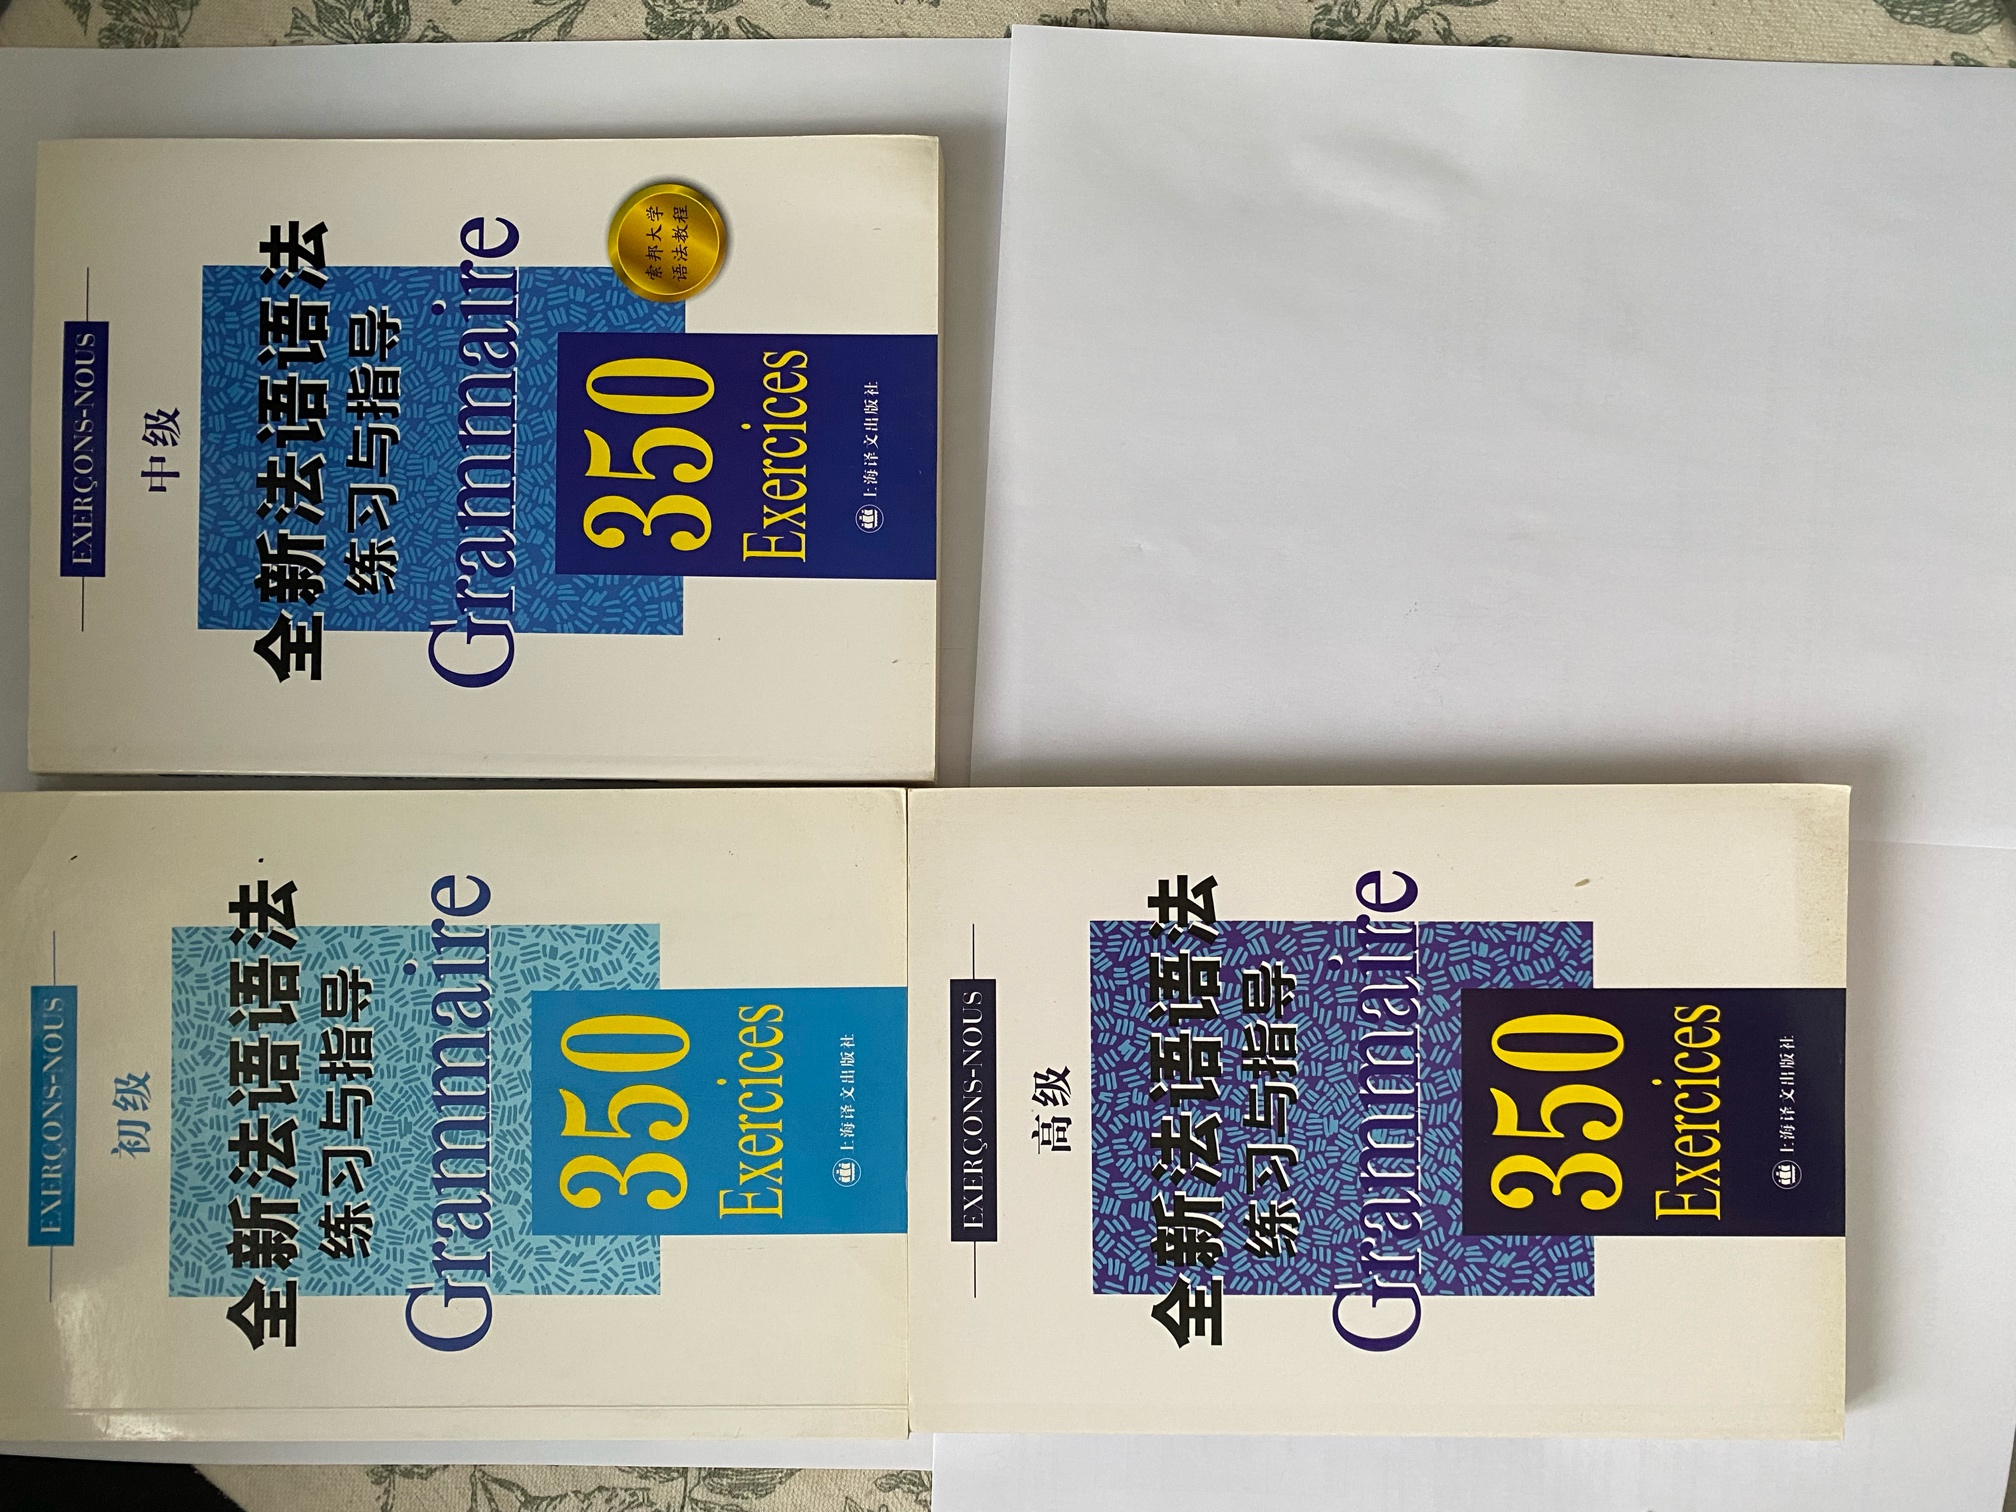 EXERÇONS-NOUS
初级
全新法语语法
练习与指导
Grammaire
350
Exercices
上海译文出版社
EXERÇONS-NOUS
中级
全新法语语法
练习与指导
Grammaire
索邦大学
语法教程
350
Exercices
上海译文出版社
EXERÇONS-NOUS
高级
全新法语语法
练习与指导
Grammaire
350
Exercices
上海译文出版社